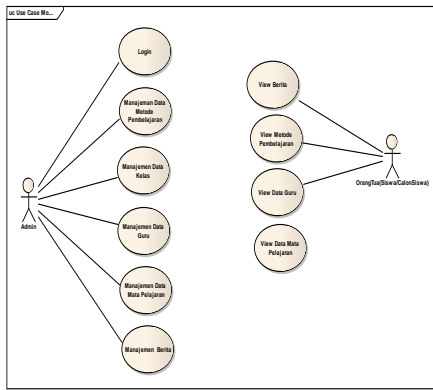 uc Use Case Mo...
Login
Manajeman Data
Metode
Pembelajaran
Manajemen Data
Kelas
Manajemen Data
Guru
Manajemen Data
Mata Pelajaran
Manajemen Berita
Admin
View Berita
View Metode
Pembelajaran
View Data Guru
View Data Mata
Pelajaran
OrangTua(Siswa/CalonSiswa)